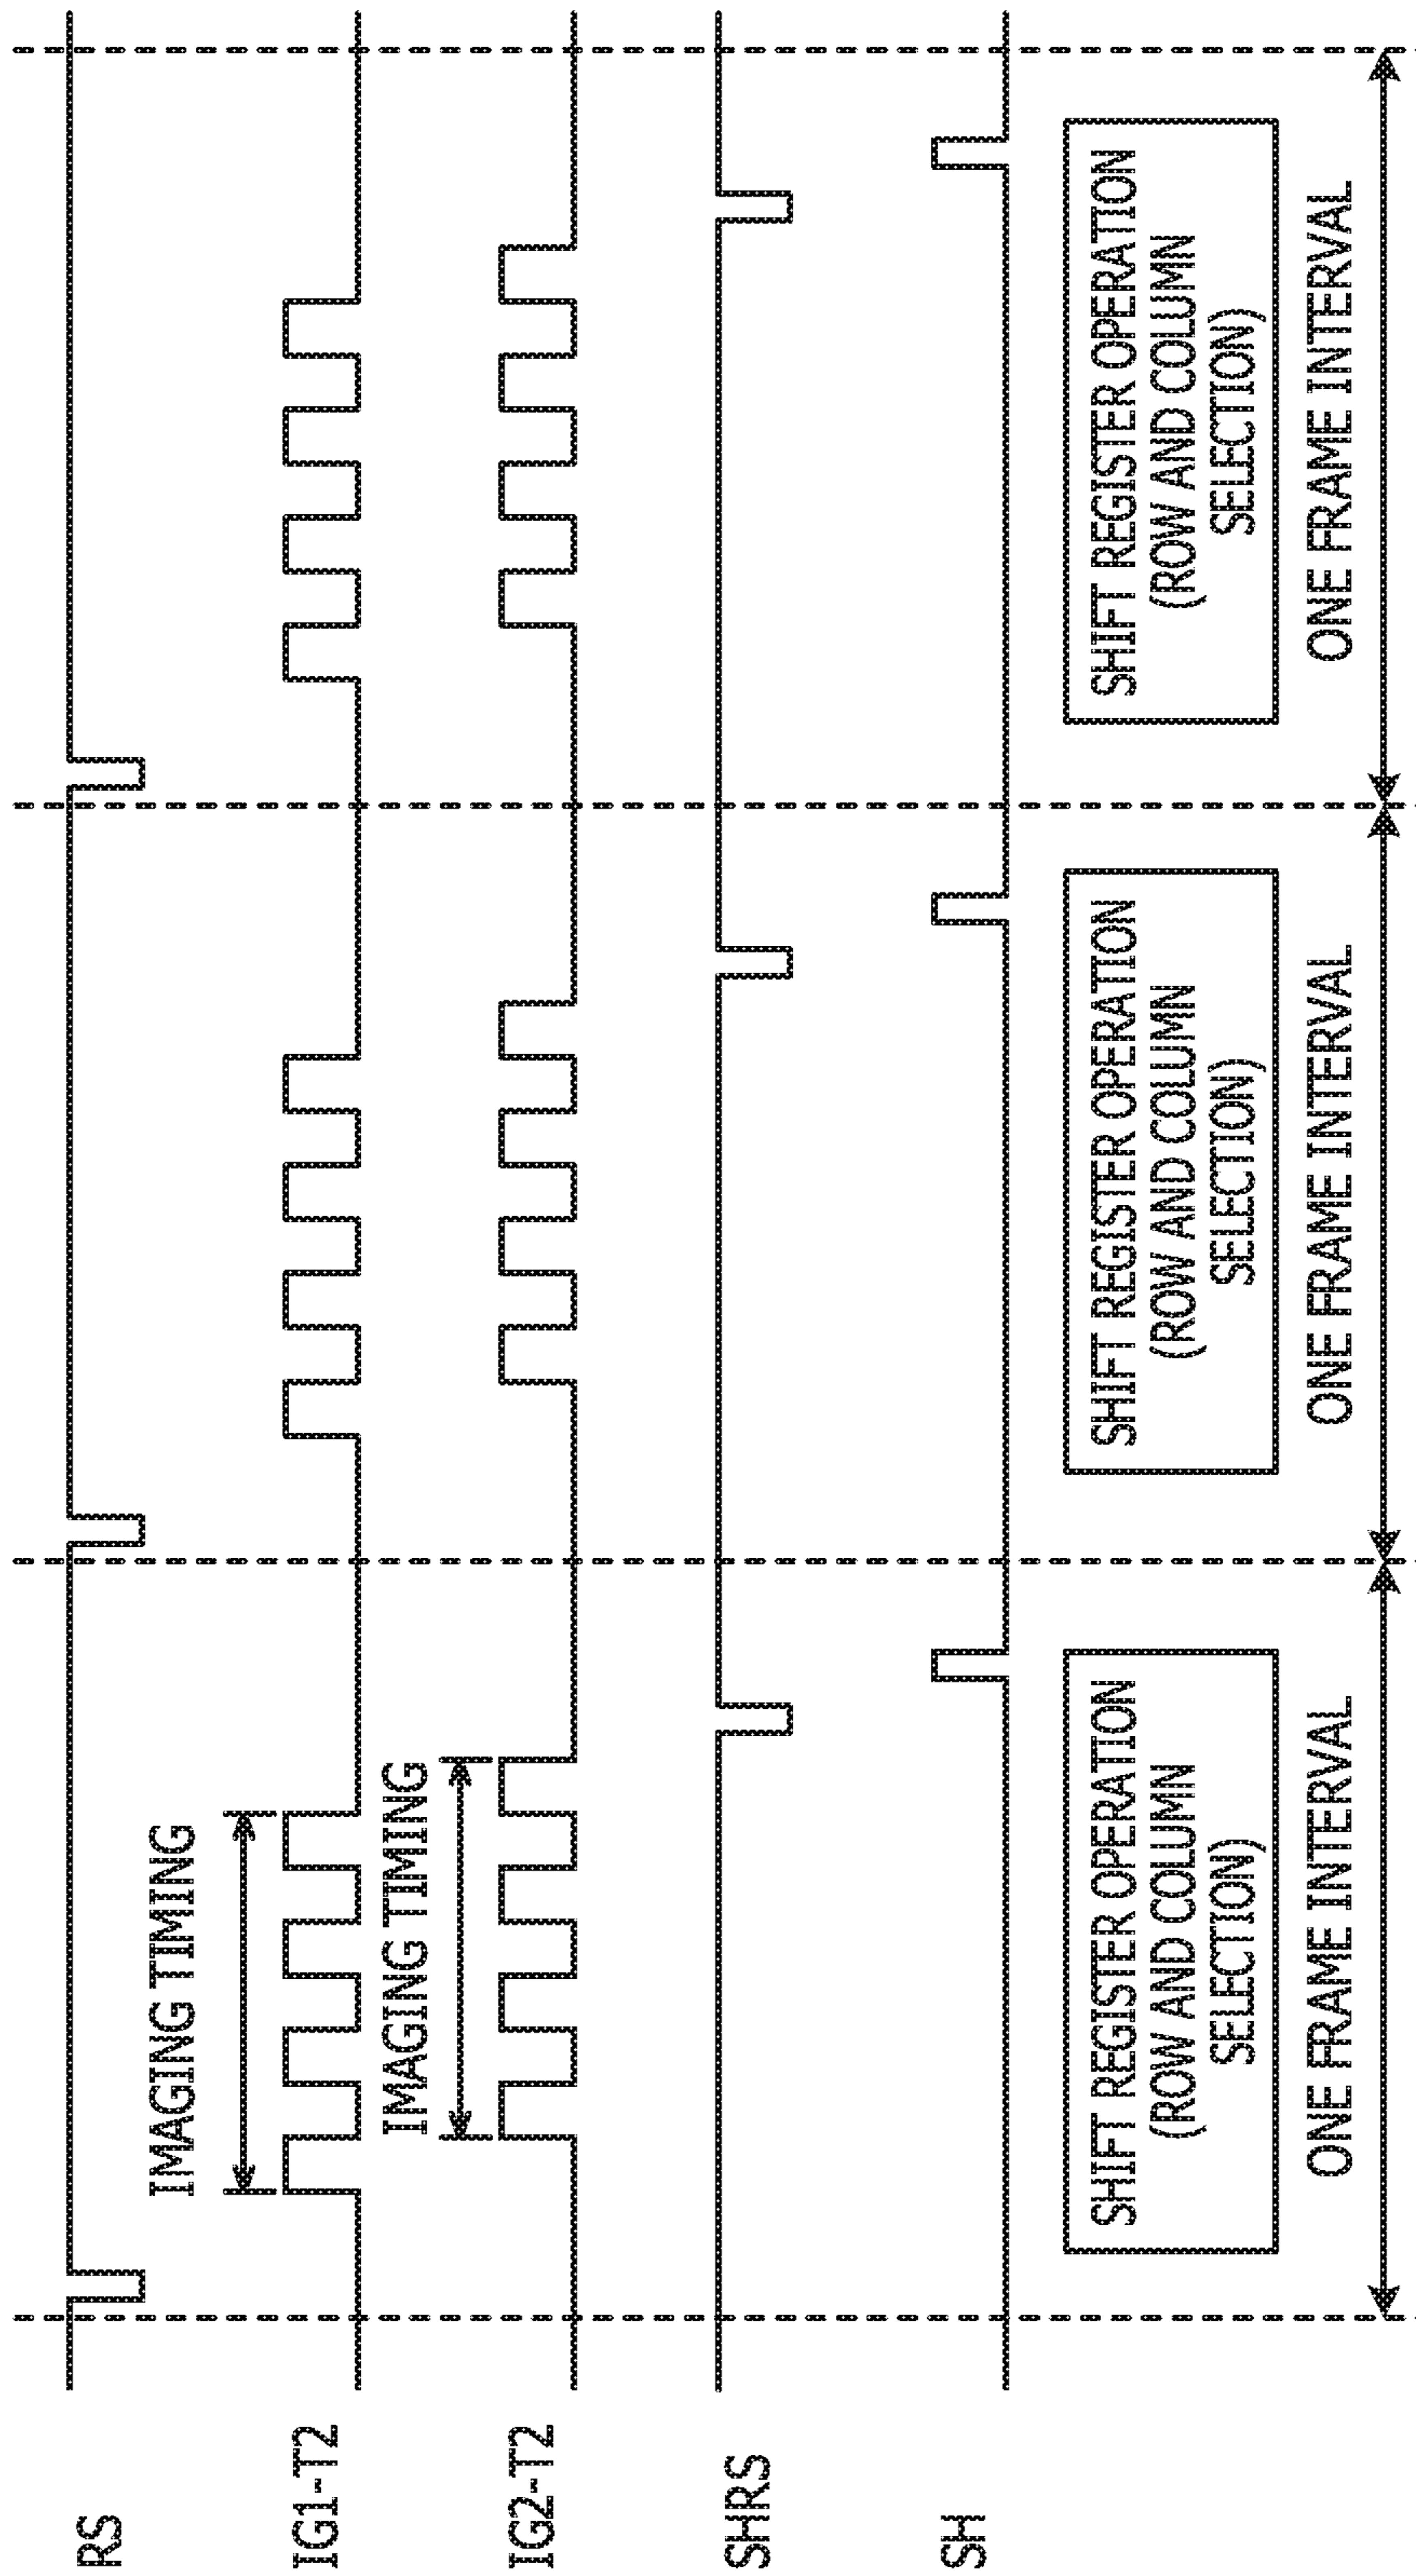 RS
IMAGING TIMING
IG1-T2
IMAGING TIMING
IG2-T2
SHRS
SH
SHIFT REGISTER OPERATION
(ROW AND COLUMN
SELECTION)
SHIFT REGISTER OPERATION
(ROW AND COLUMN
SELECTION)
SHIFT REGISTER OPERATION
(ROW AND COLUMN
SELECTION)
ONE FRAME INTERVAL
ONE FRAME INTERVAL
ONE FRAME INTERVAL